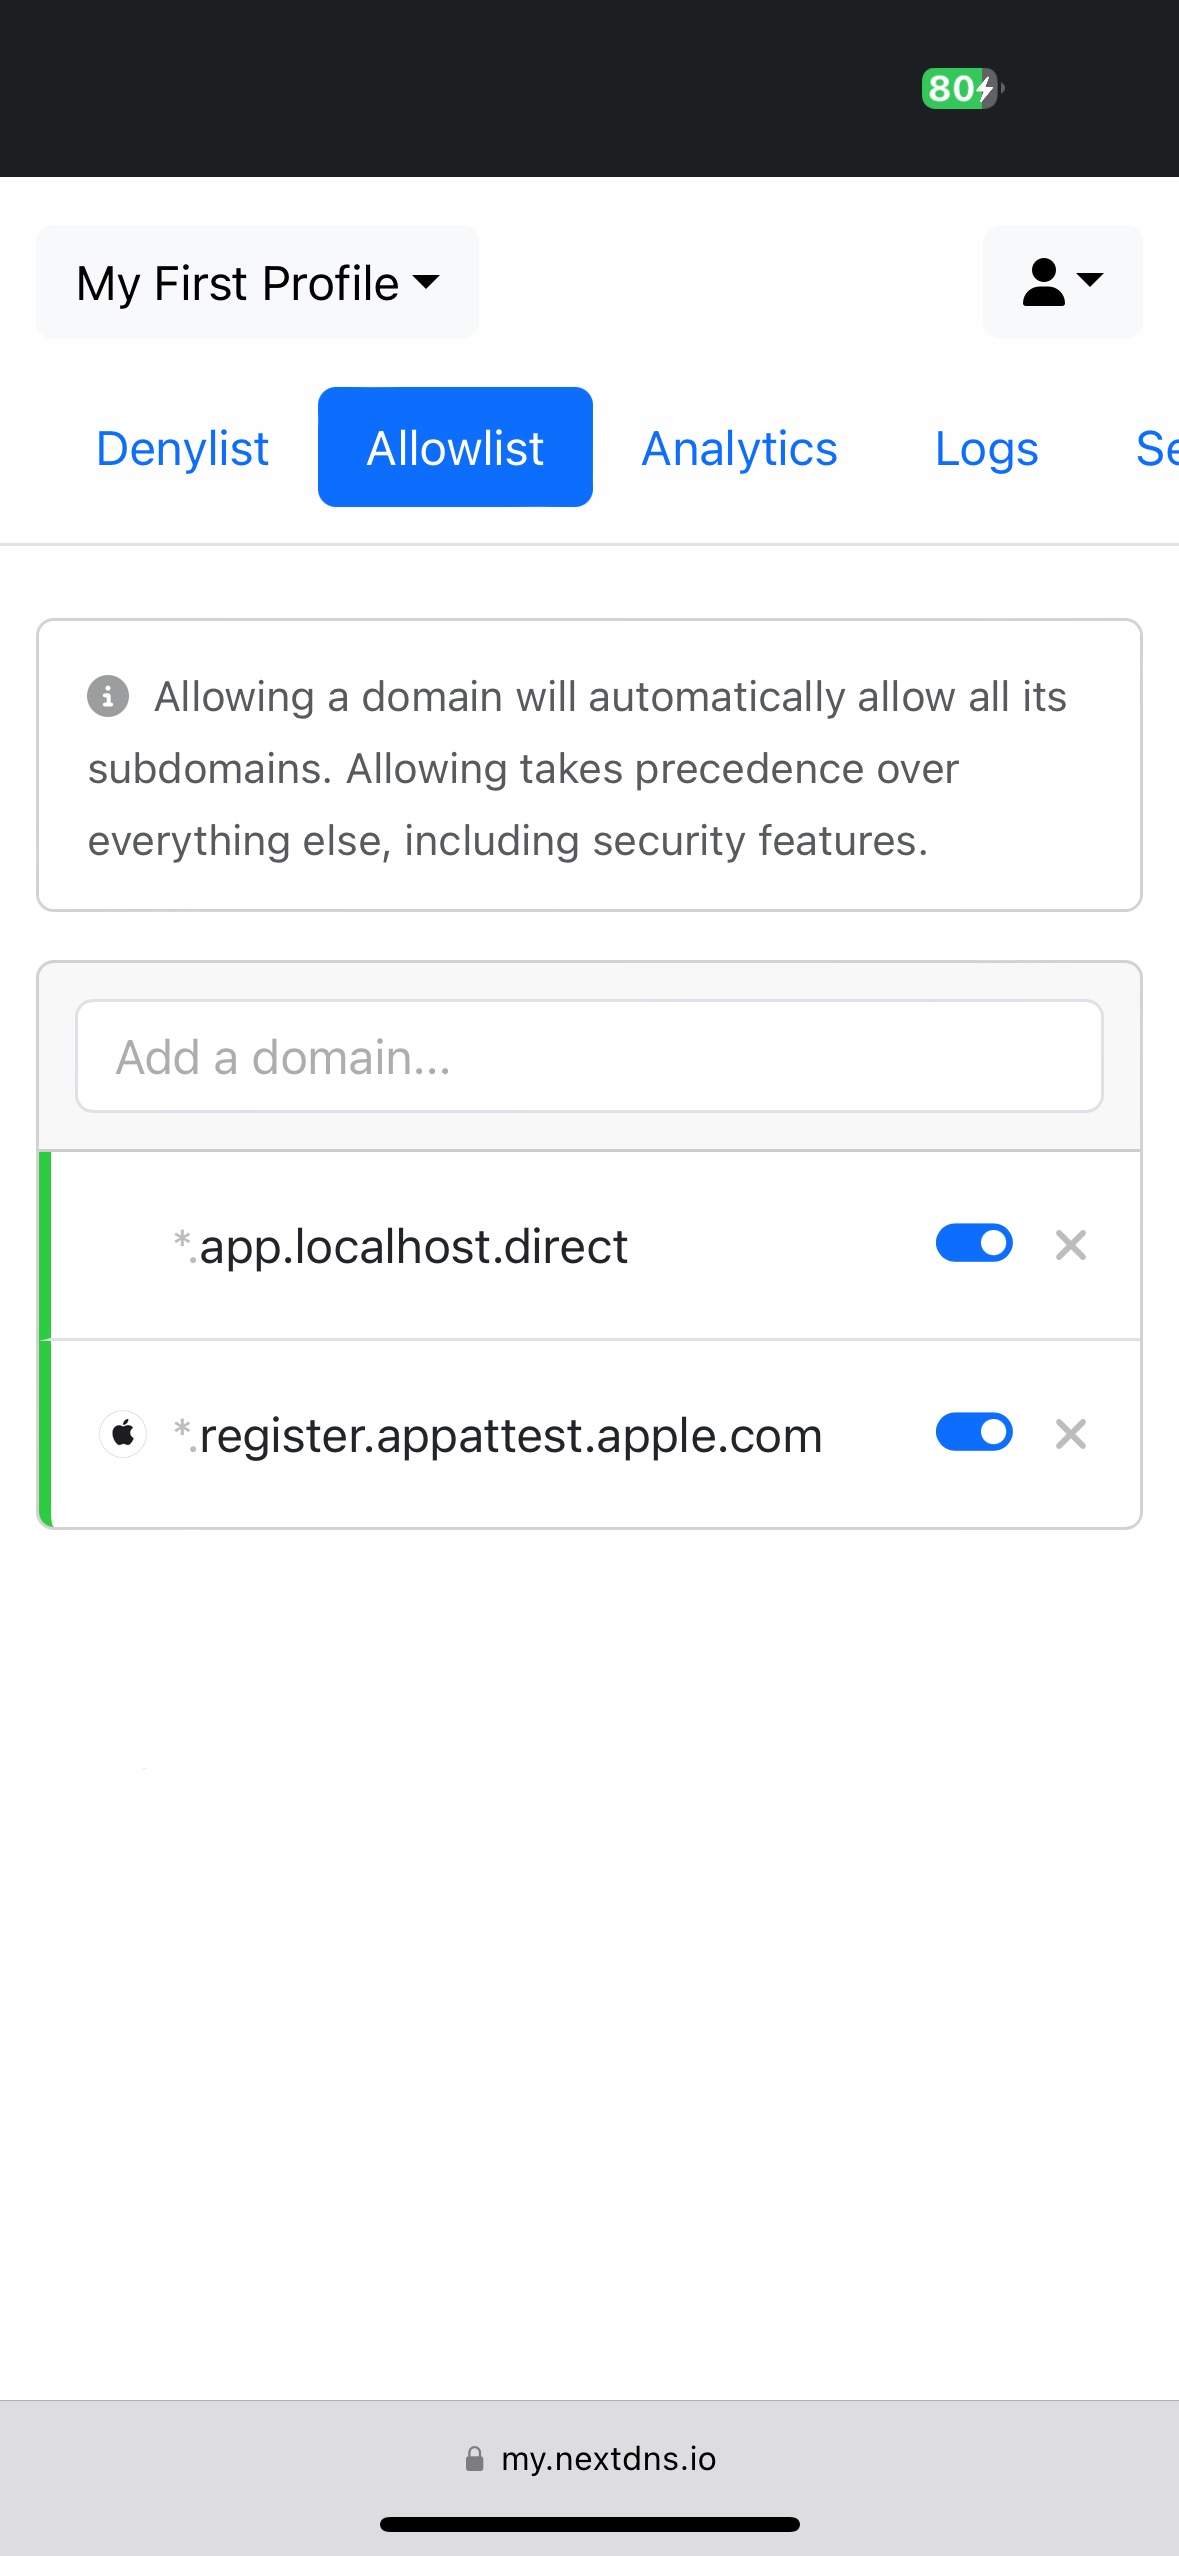 80
My First Profile
Denylist Allowlist Analytics Logs Se
Allowing a domain will automatically allow all its
subdomains. Allowing takes precedence over
everything else, including security features.
Add a domain...
*.app.localhost.direct
*.register.appattest.apple.com
my.nextdns.io